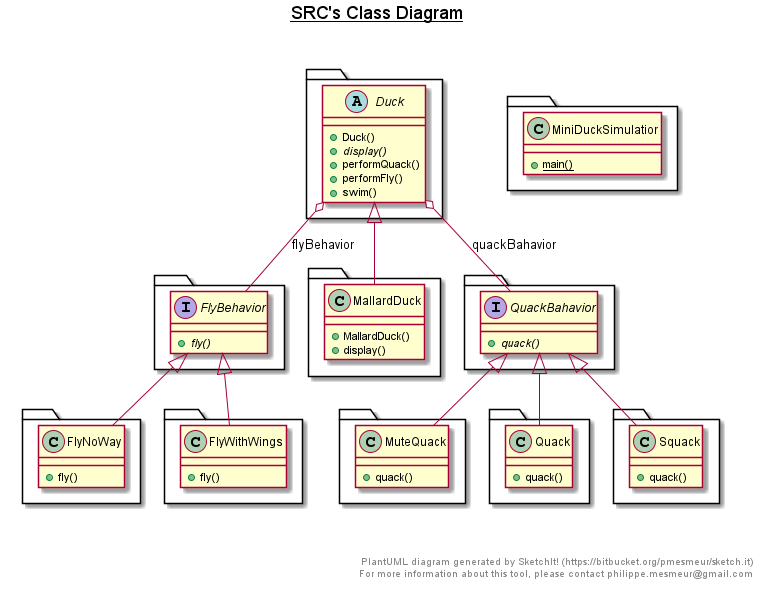 SRC's Class Diagram
A Duck
Duck()
display()
performQuack()
performFly()
swim()
C MiniDuckSimulatior
main()
flyBehavior
quackBahavior
I FlyBehavior
fly()
C MallardDuck
MallardDuck()
display()
I QuackBahavior
quack()
C FlyNoWay
fly()
C FlyWithWings
fly()
C MuteQuack
quack()
C Quack
quack()
C Squack
quack()
PlantUML diagram generated by SketchIt! (https://bitbucket.org/pmesmeur/sketch.it)
For more information about this tool, please contact philippe.mesmeur@gmail.com